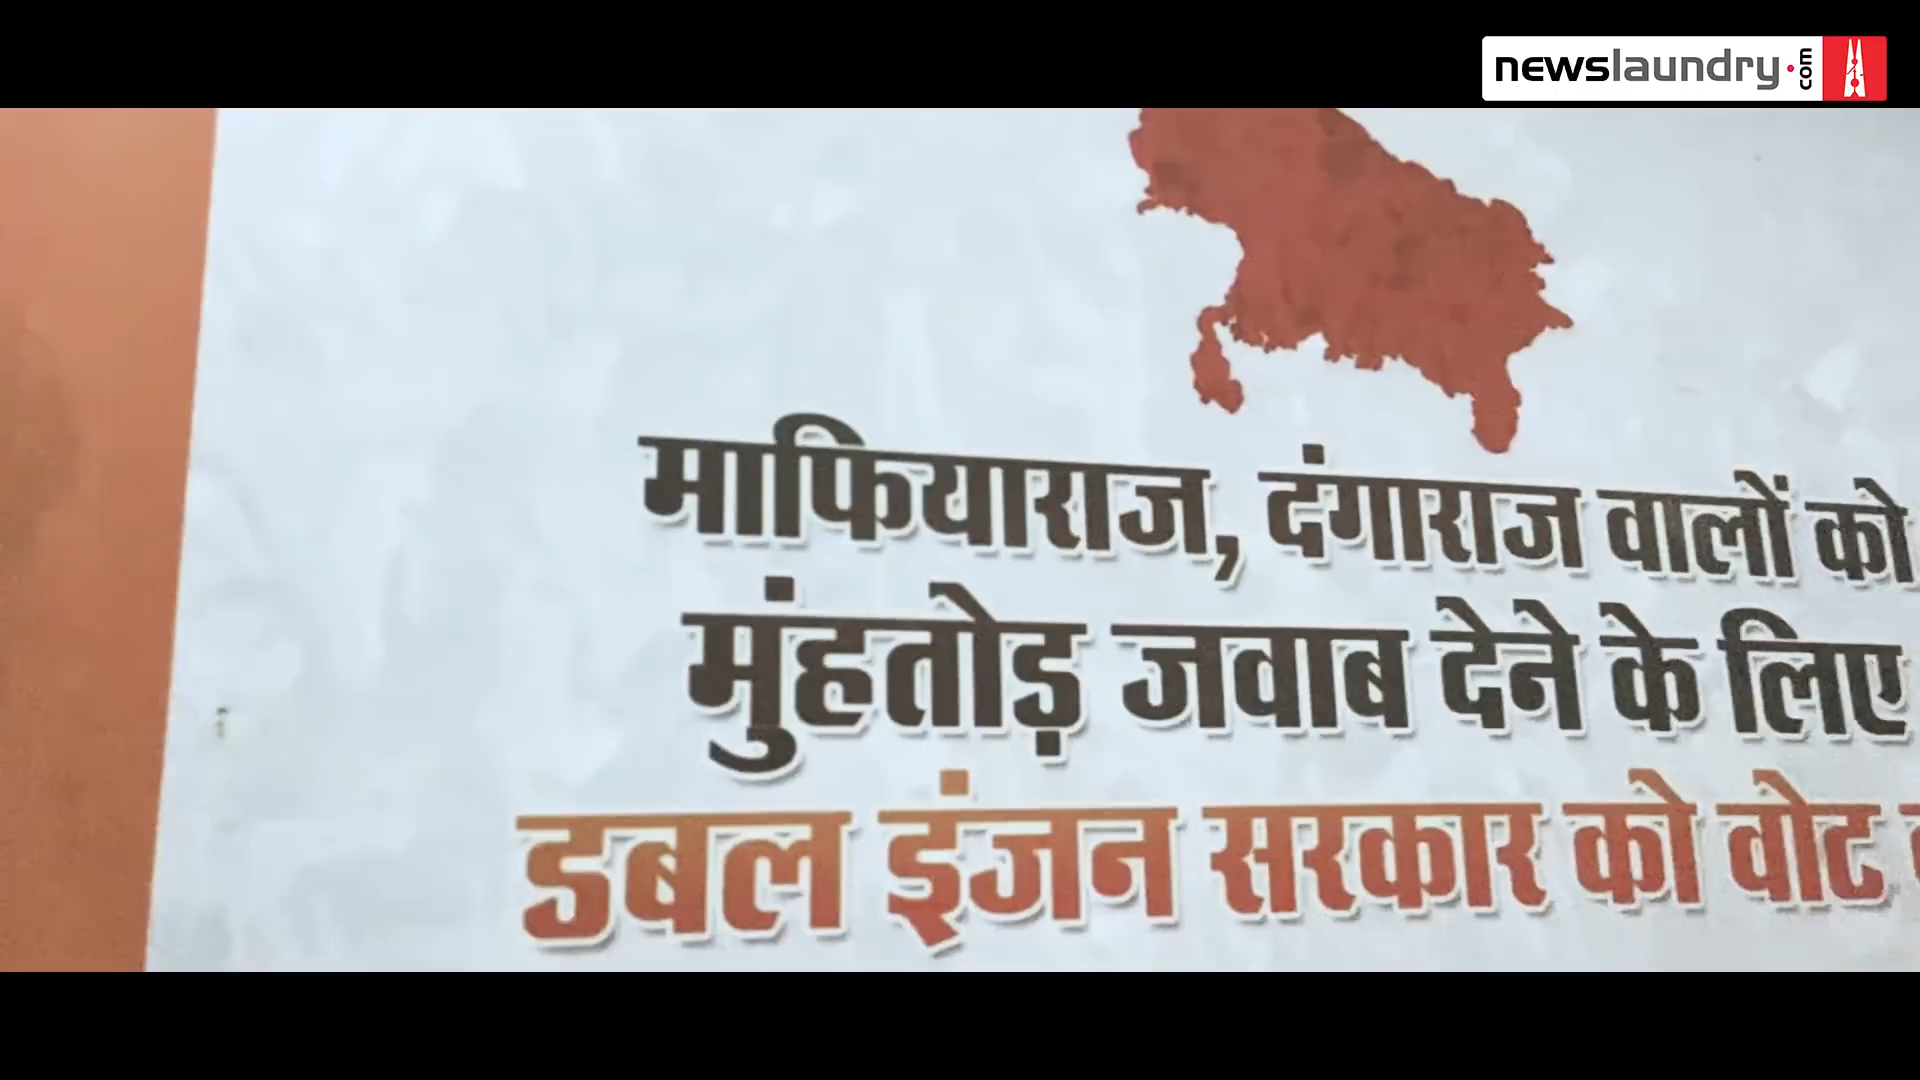 newslaundry.com
माफियाराज, दंगाराज वालों को
मुंहतोड़ जवाब देने के लिए
डबल इंजन सरकार को वोट